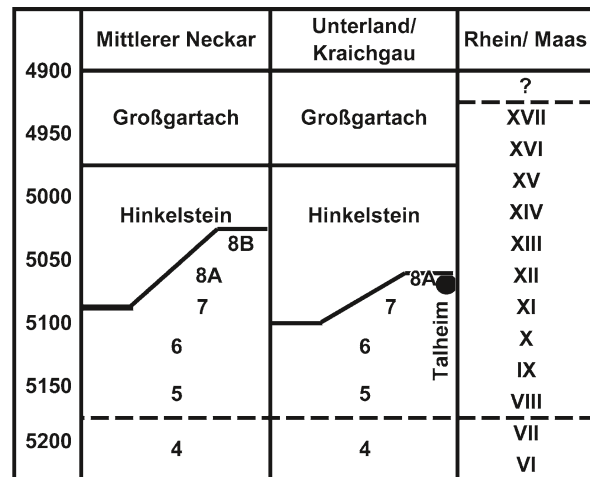 Mittlerer Neckar
Unterland/
Kraichgau
Rhein/ Maas
4900
?
Großgartach
Großgartach
XVII
4950
XVI
5000
XV
Hinkelstein
Hinkelstein
XIV
8B
XIII
5050
8A
8A
XII
7
7
XI
5100
6
6
X
Talheim
IX
5150
5
5
VIII
5200
VII
4
4
VI